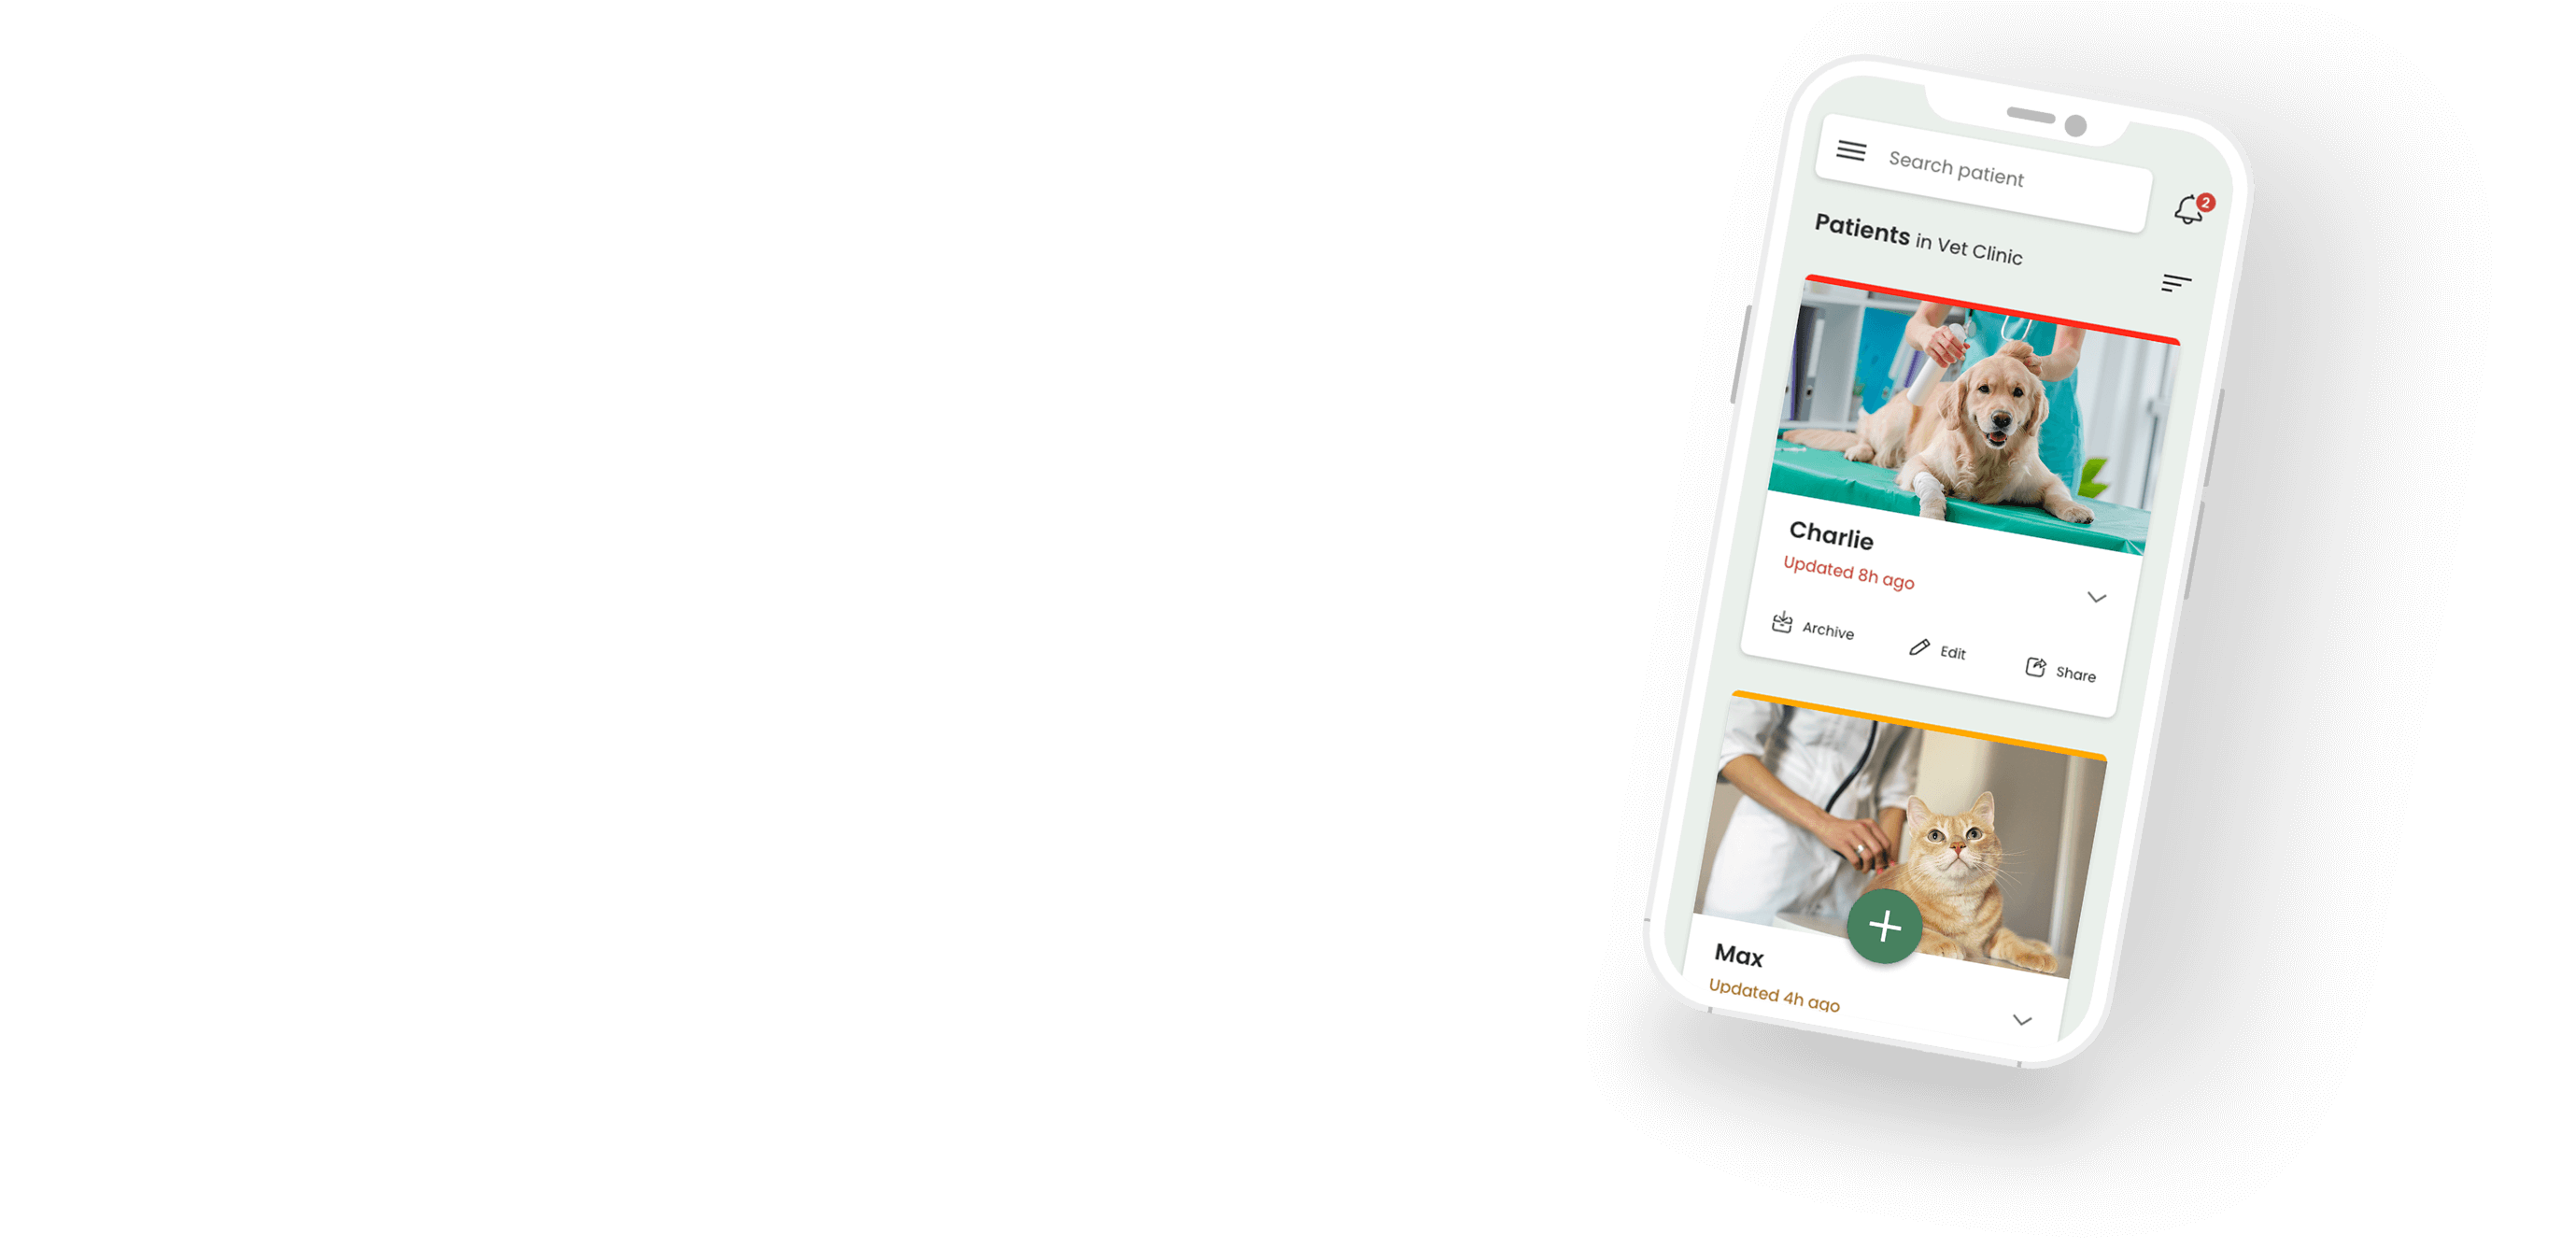 Search patient
2
Patients in Vet Clinic
Charlie
Updated 8h ago
Archive
Edit
Share
Max
Updated 4h ago